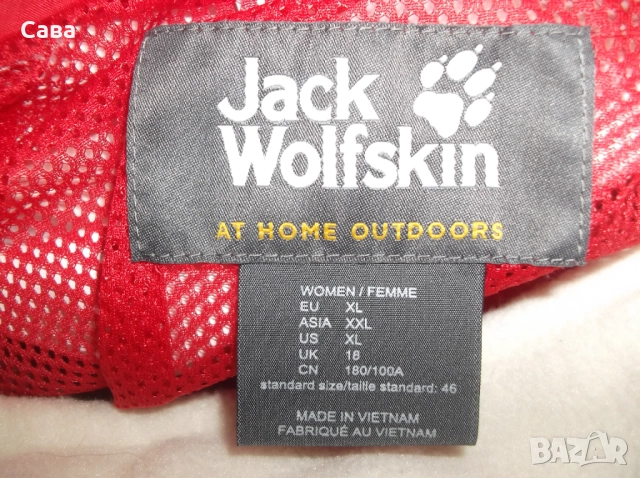 Сава
Jack
Wolfskin
AT HOME OUTDOORS
WOMEN / FEMME
EU XL
ASIA XXL
US XL
UK 18
CN 180/100A
standard size/taille standard: 46
MADE IN VIETNAM
FABRIQUÉ AU VIETNAM
BAZAR